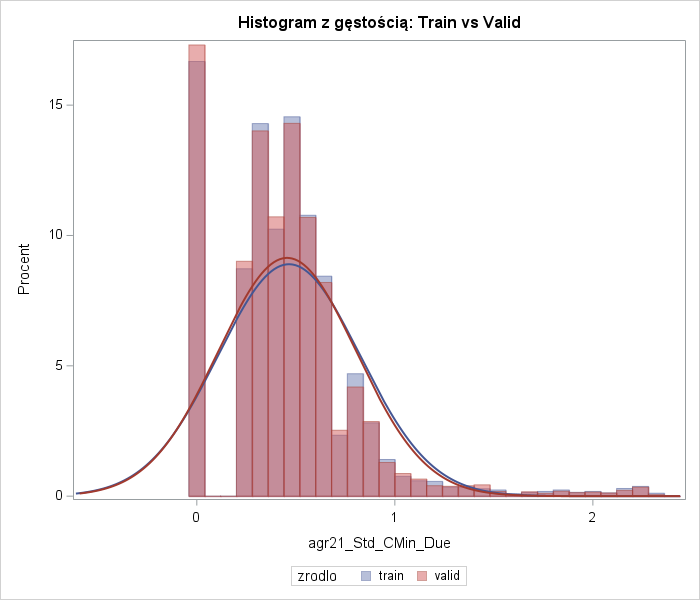 Histogram z gęstością: Train vs Valid
15
10
5
0
Procent
0 1 2
agr21_Std_CMin_Due
zrodlo train valid